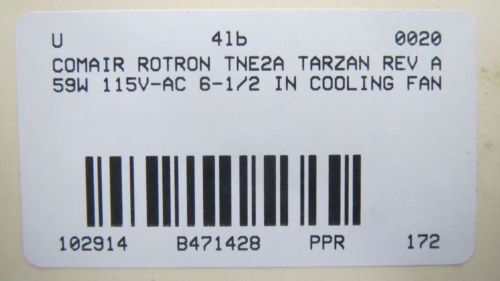 U 4lb 0020
COMAIR ROTRON TNE2A TARZAN REV A
59W 115V-AC 6-1/2 IN COOLING FAN
102914 B471428 PPR 172